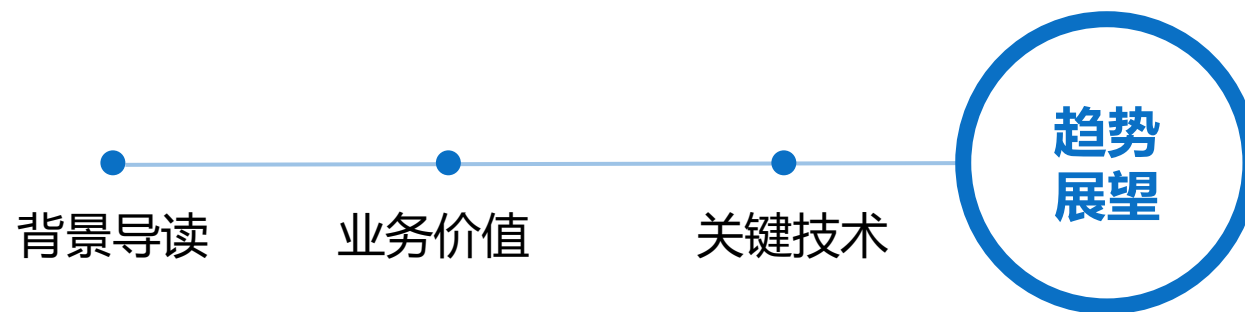 背景导读
业务价值
关键技术
趋势
展望